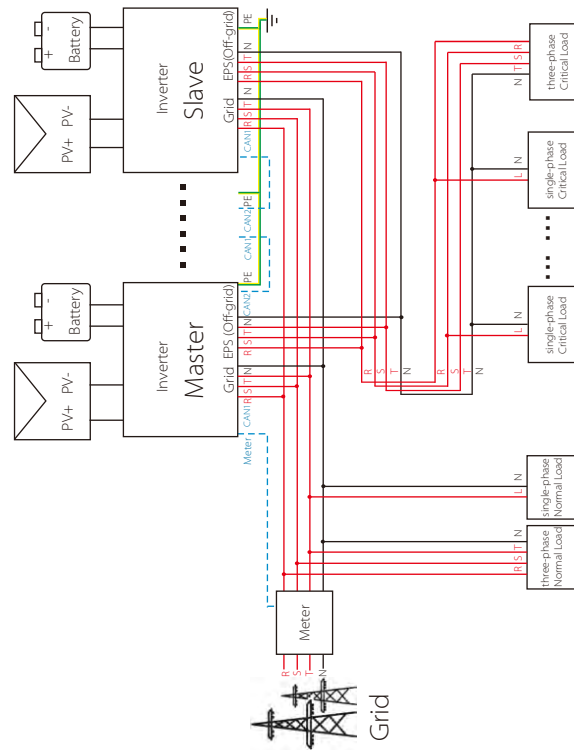 PV+ PV-
+ -
Battery
PV+ PV-
+ -
Battery
Inverter
Master
Inverter
Slave
Grid
EPS (Off-grid)
Meter CAN1 R S T N R S T N CAN2 PE
CAN1 CAN2 PE
Grid
EPS(Off-grid)
CAN1 R S T N R S T N PE
Meter
R
S
T
N
Grid
R
S
T
N
R
S
T
N
R S T N
three-phase
Normal Load
L N
single-phase
Normal Load
L N
single-phase
Critical Load
L N
single-phase
Critical Load
N T S R
three-phase
Critical Load